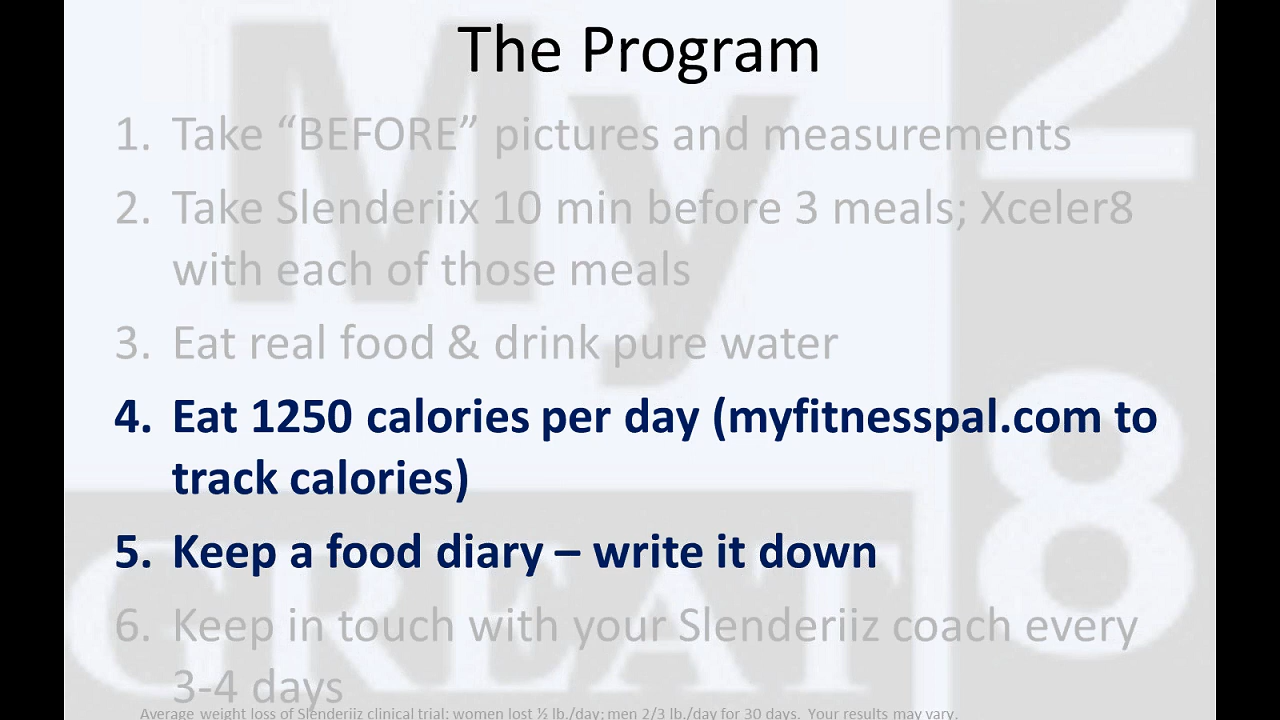 The Program
1. Take “BEFORE” pictures and measurements
2. Take Slenderiix 10 min before 3 meals; Xceler8
with each of those meals
3. Eat real food & drink pure water
4. Eat 1250 calories per day (myfitnesspal.com to
track calories)
5. Keep a food diary – write it down
6. Keep in touch with your Slenderiiz coach every
3-4 days
Average weight loss of Slenderiiz clinical trial: women lost ½ lb./day; men 2/3 lb./day for 30 days. Your results may vary.
My
28
GREAT